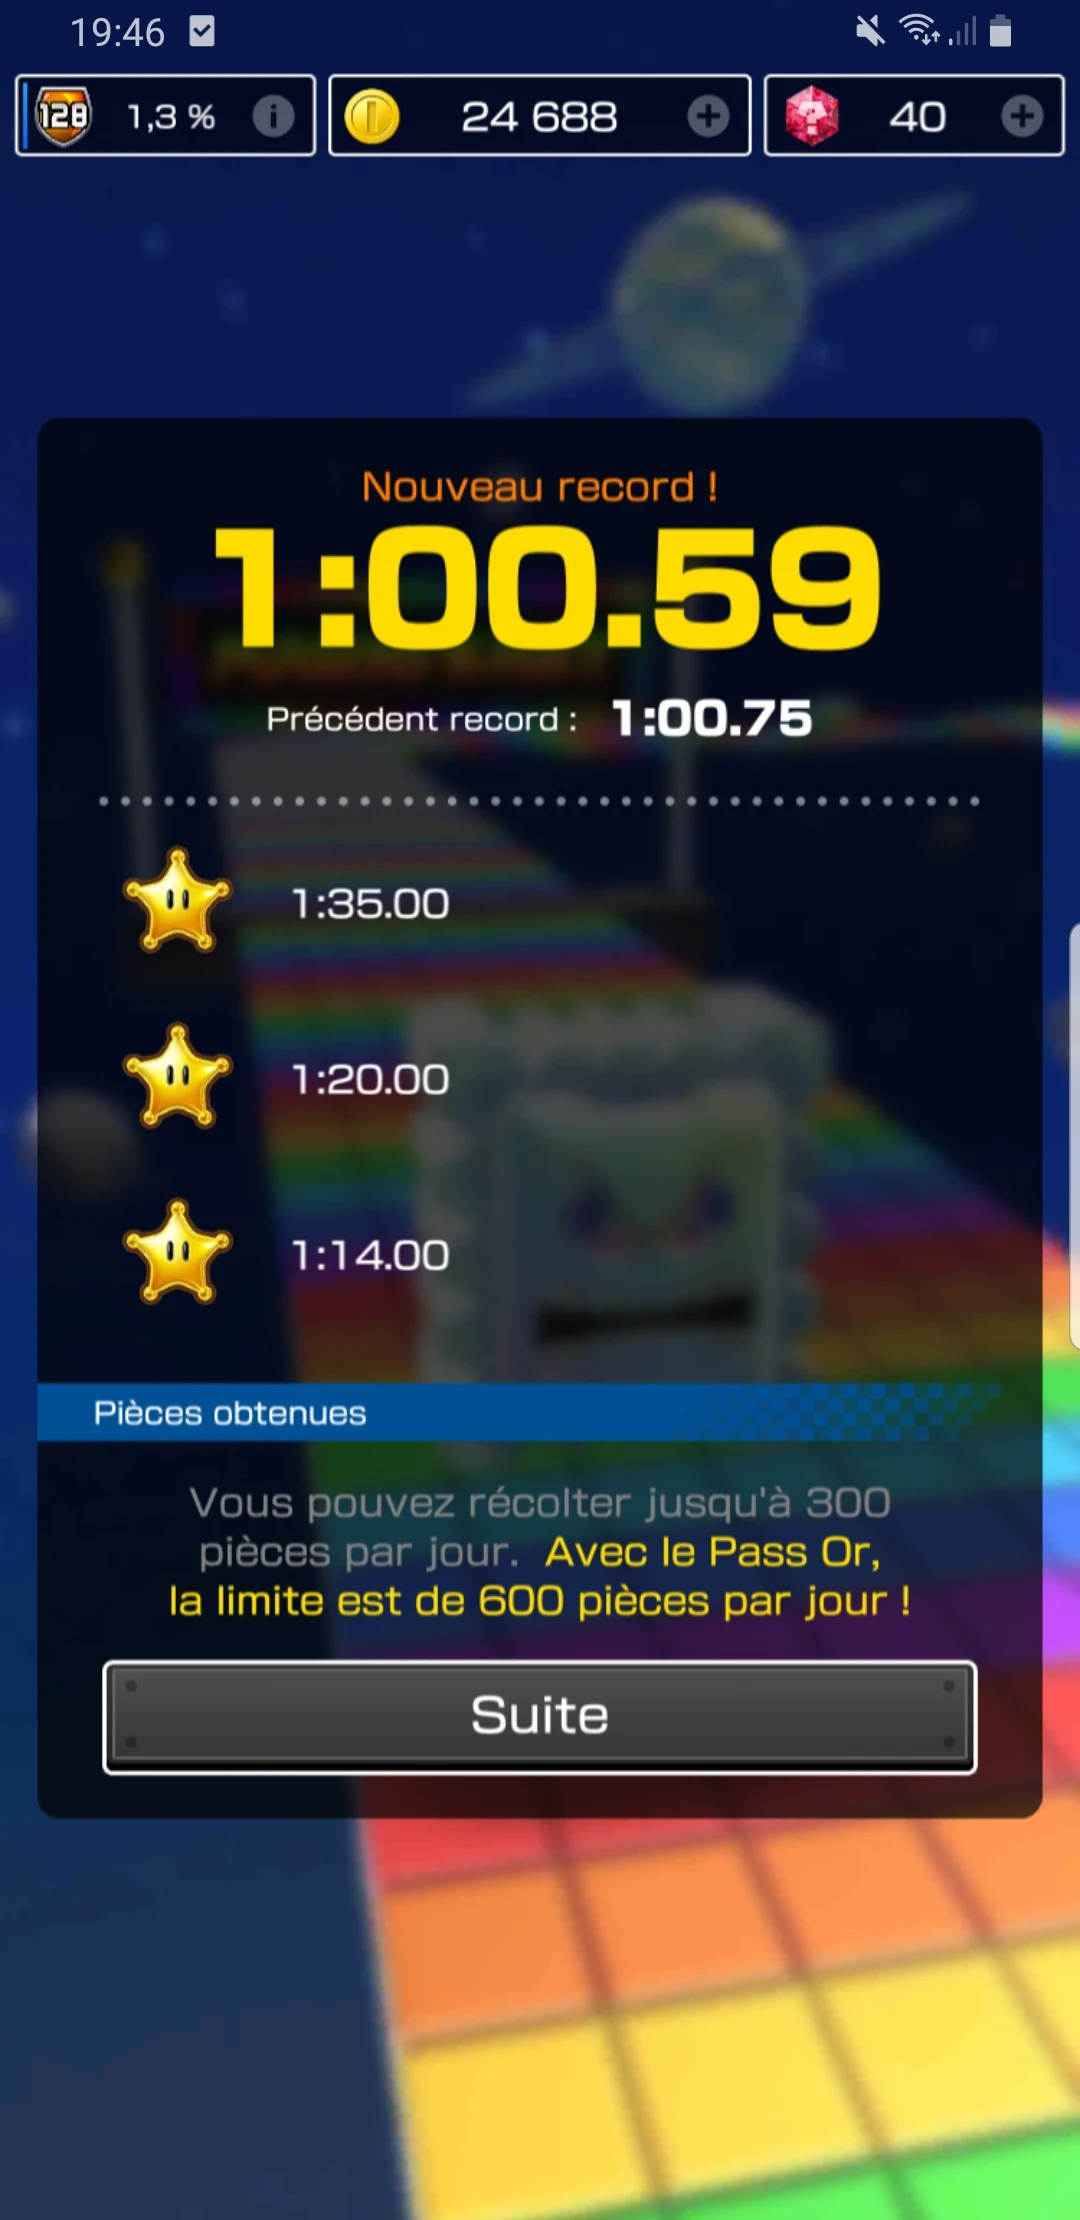 19:46
128 1,3 % i 24 688 + 40 +
Nouveau record !
1:00.59
Précédent record : 1:00.75
1:35.00
1:20.00
1:14.00
Pièces obtenues
Vous pouvez récolter jusqu'à 300
pièces par jour. Avec le Pass Or,
la limite est de 600 pièces par jour !
Suite